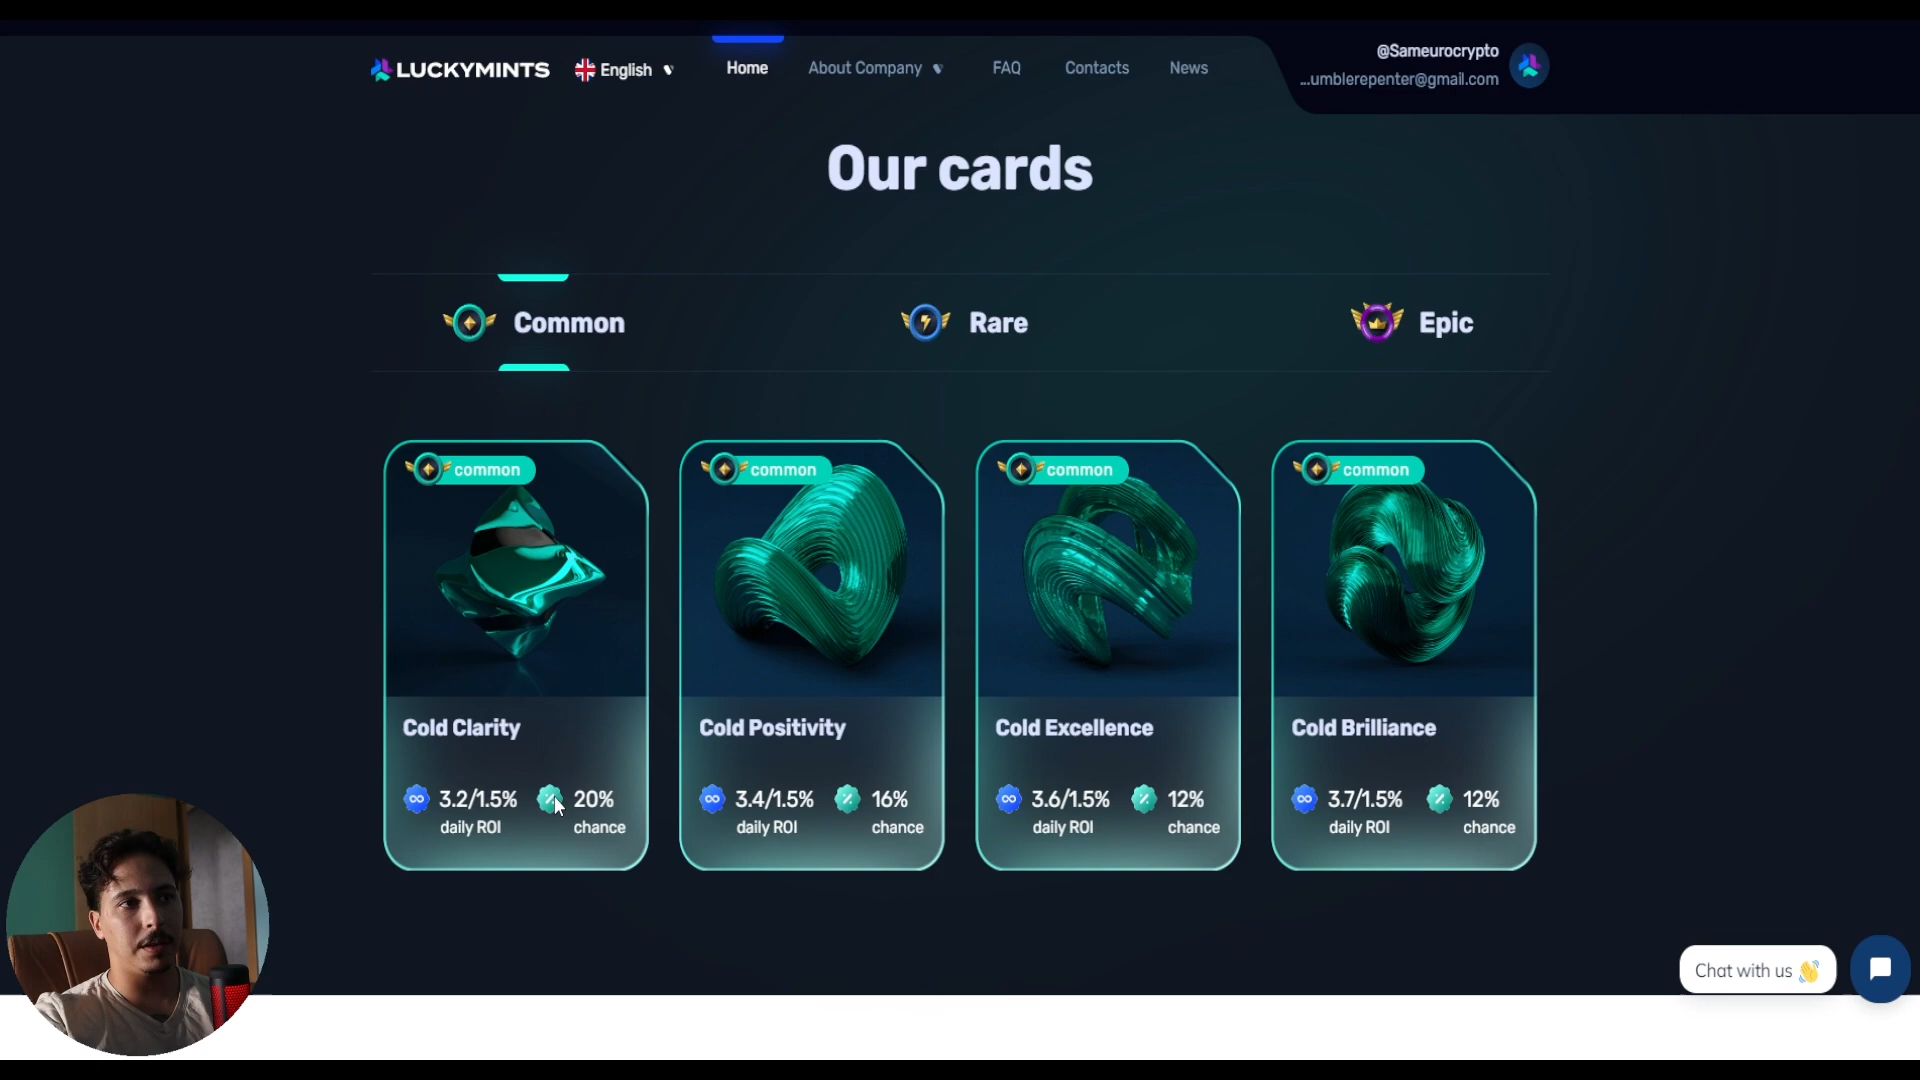 LUCKYMINTS
English
Home
About Company
FAQ
Contacts
News
@Sameurocrypto
...umblerepenter@gmail.com
Our cards
Common
Rare
Epic
common
common
common
common
Cold Clarity
Cold Positivity
Cold Excellence
Cold Brilliance
3.2/1.5%
daily ROI
20%
chance
3.4/1.5%
daily ROI
16%
chance
3.6/1.5%
daily ROI
12%
chance
3.7/1.5%
daily ROI
12%
chance
Chat with us 👋